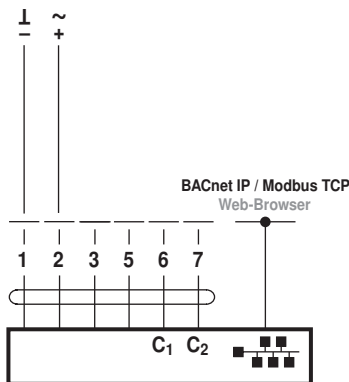 ⊥ ~
– +
BACnet IP / Modbus TCP
Web-Browser
1 2 3 5 6 7
C1 C2